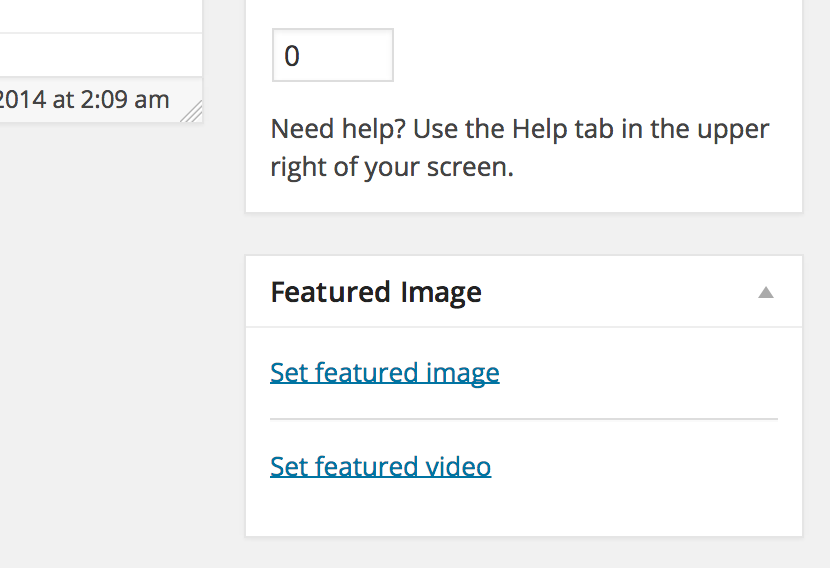 0
2014 at 2:09 am
Need help? Use the Help tab in the upper
right of your screen.
Featured Image
Set featured image
Set featured video